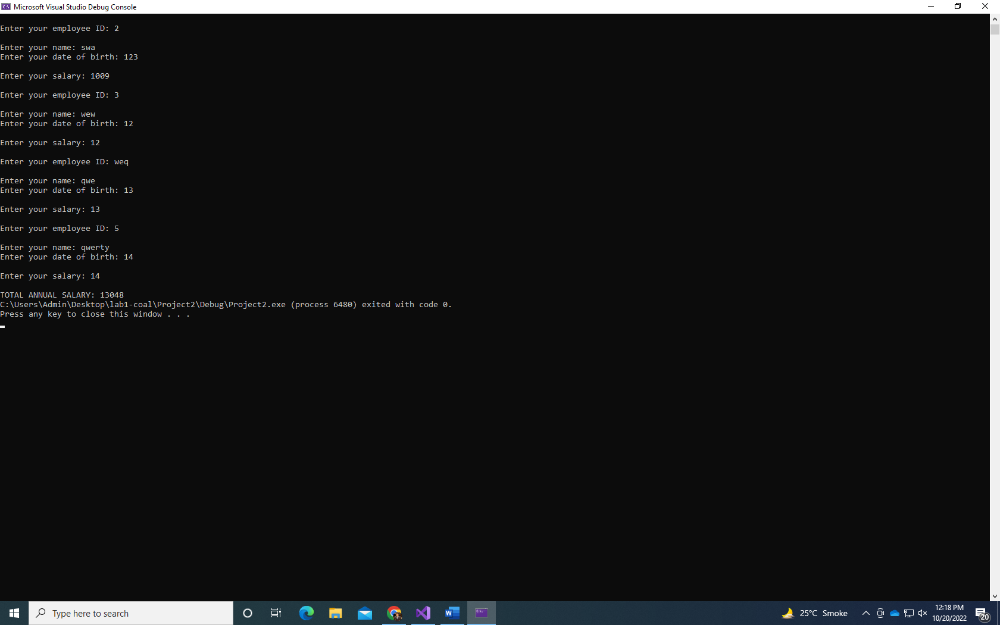 Microsoft Visual Studio Debug Console
Enter your employee ID: 2
Enter your name: swa
Enter your date of birth: 123
Enter your salary: 1009
Enter your employee ID: 3
Enter your name: wew
Enter your date of birth: 12
Enter your salary: 12
Enter your employee ID: weq
Enter your name: qwe
Enter your date of birth: 13
Enter your salary: 13
Enter your employee ID: 5
Enter your name: qwerty
Enter your date of birth: 14
Enter your salary: 14
TOTAL ANNUAL SALARY: 13048
C:\Users\Admin\Desktop\lab1-coal\Project2\Debug\Project2.exe (process 6480) exited with code 0.
Press any key to close this window . . .
Type here to search
25°C Smoke
12:18 PM
10/20/2022
20